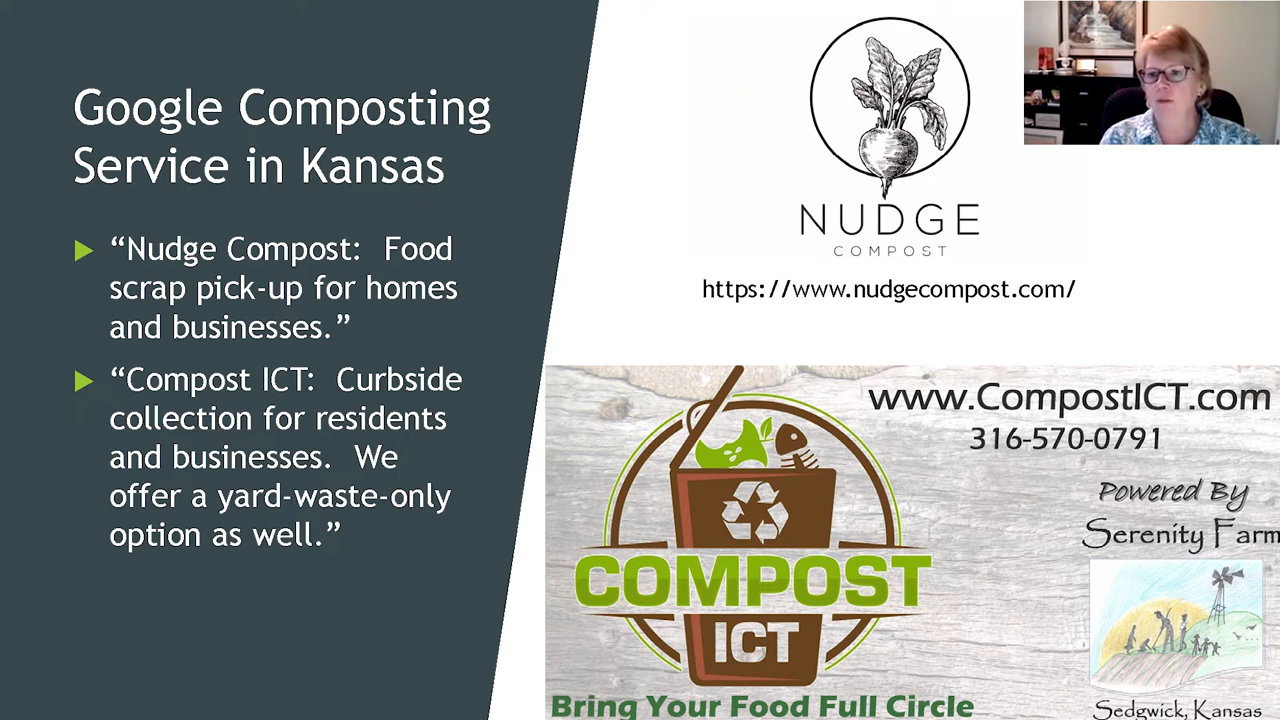 Google Composting
Service in Kansas
“Nudge Compost: Food
scrap pick-up for homes
and businesses.”
“Compost ICT: Curbside
collection for residents
and businesses. We
offer a yard-waste-only
option as well.”
NUDGE
COMPOST
https://www.nudgecompost.com/
www.CompostICT.com
316-570-0791
Powered By
Serenity Farm
COMPOST
ICT
Bring Your Food Full Circle
Sedgwick, Kansas